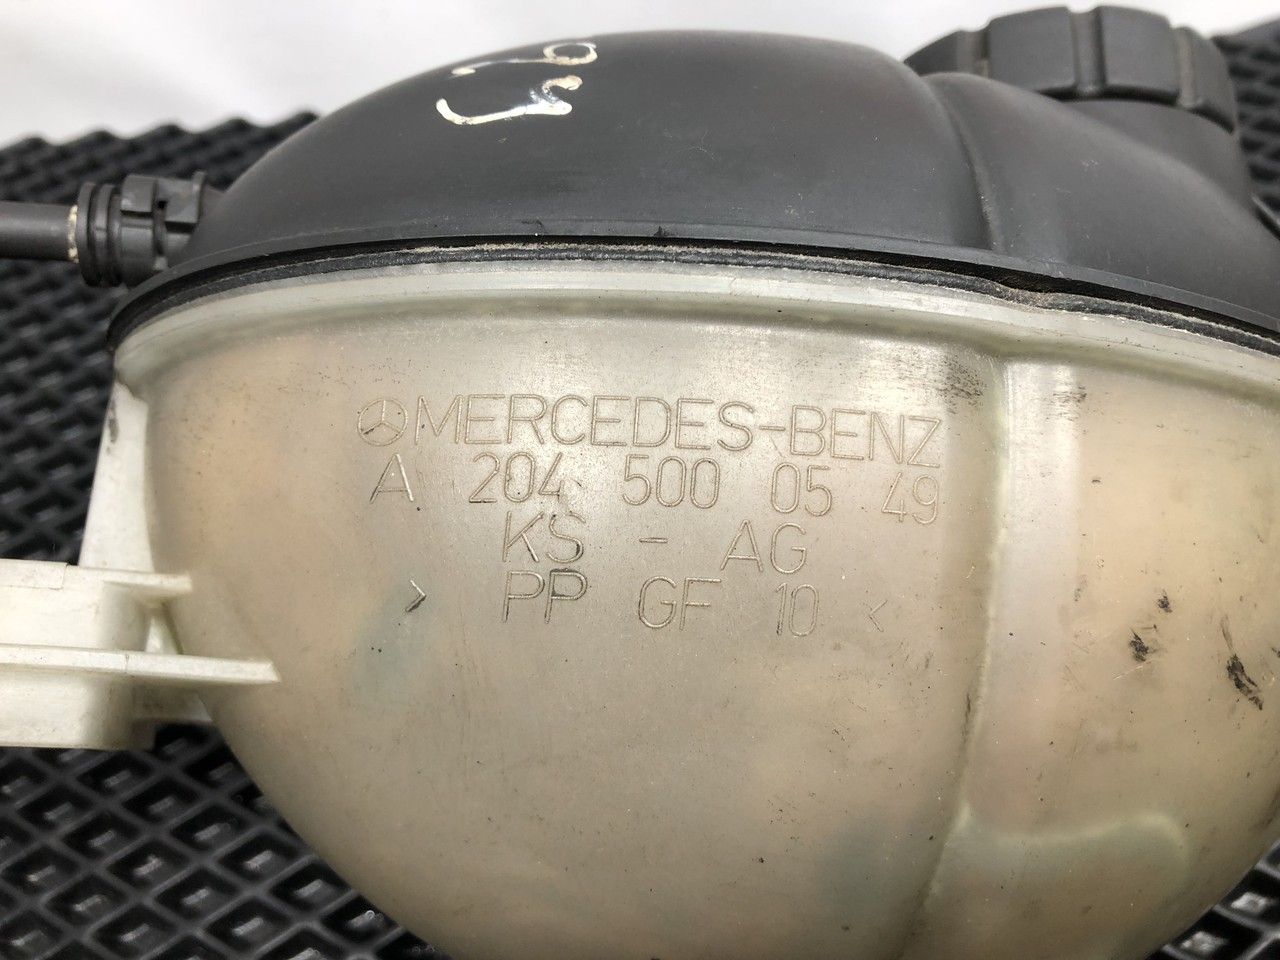 MERCEDES-BENZ
A 204 500 05 49
KS - AG
> PP GF 10 <